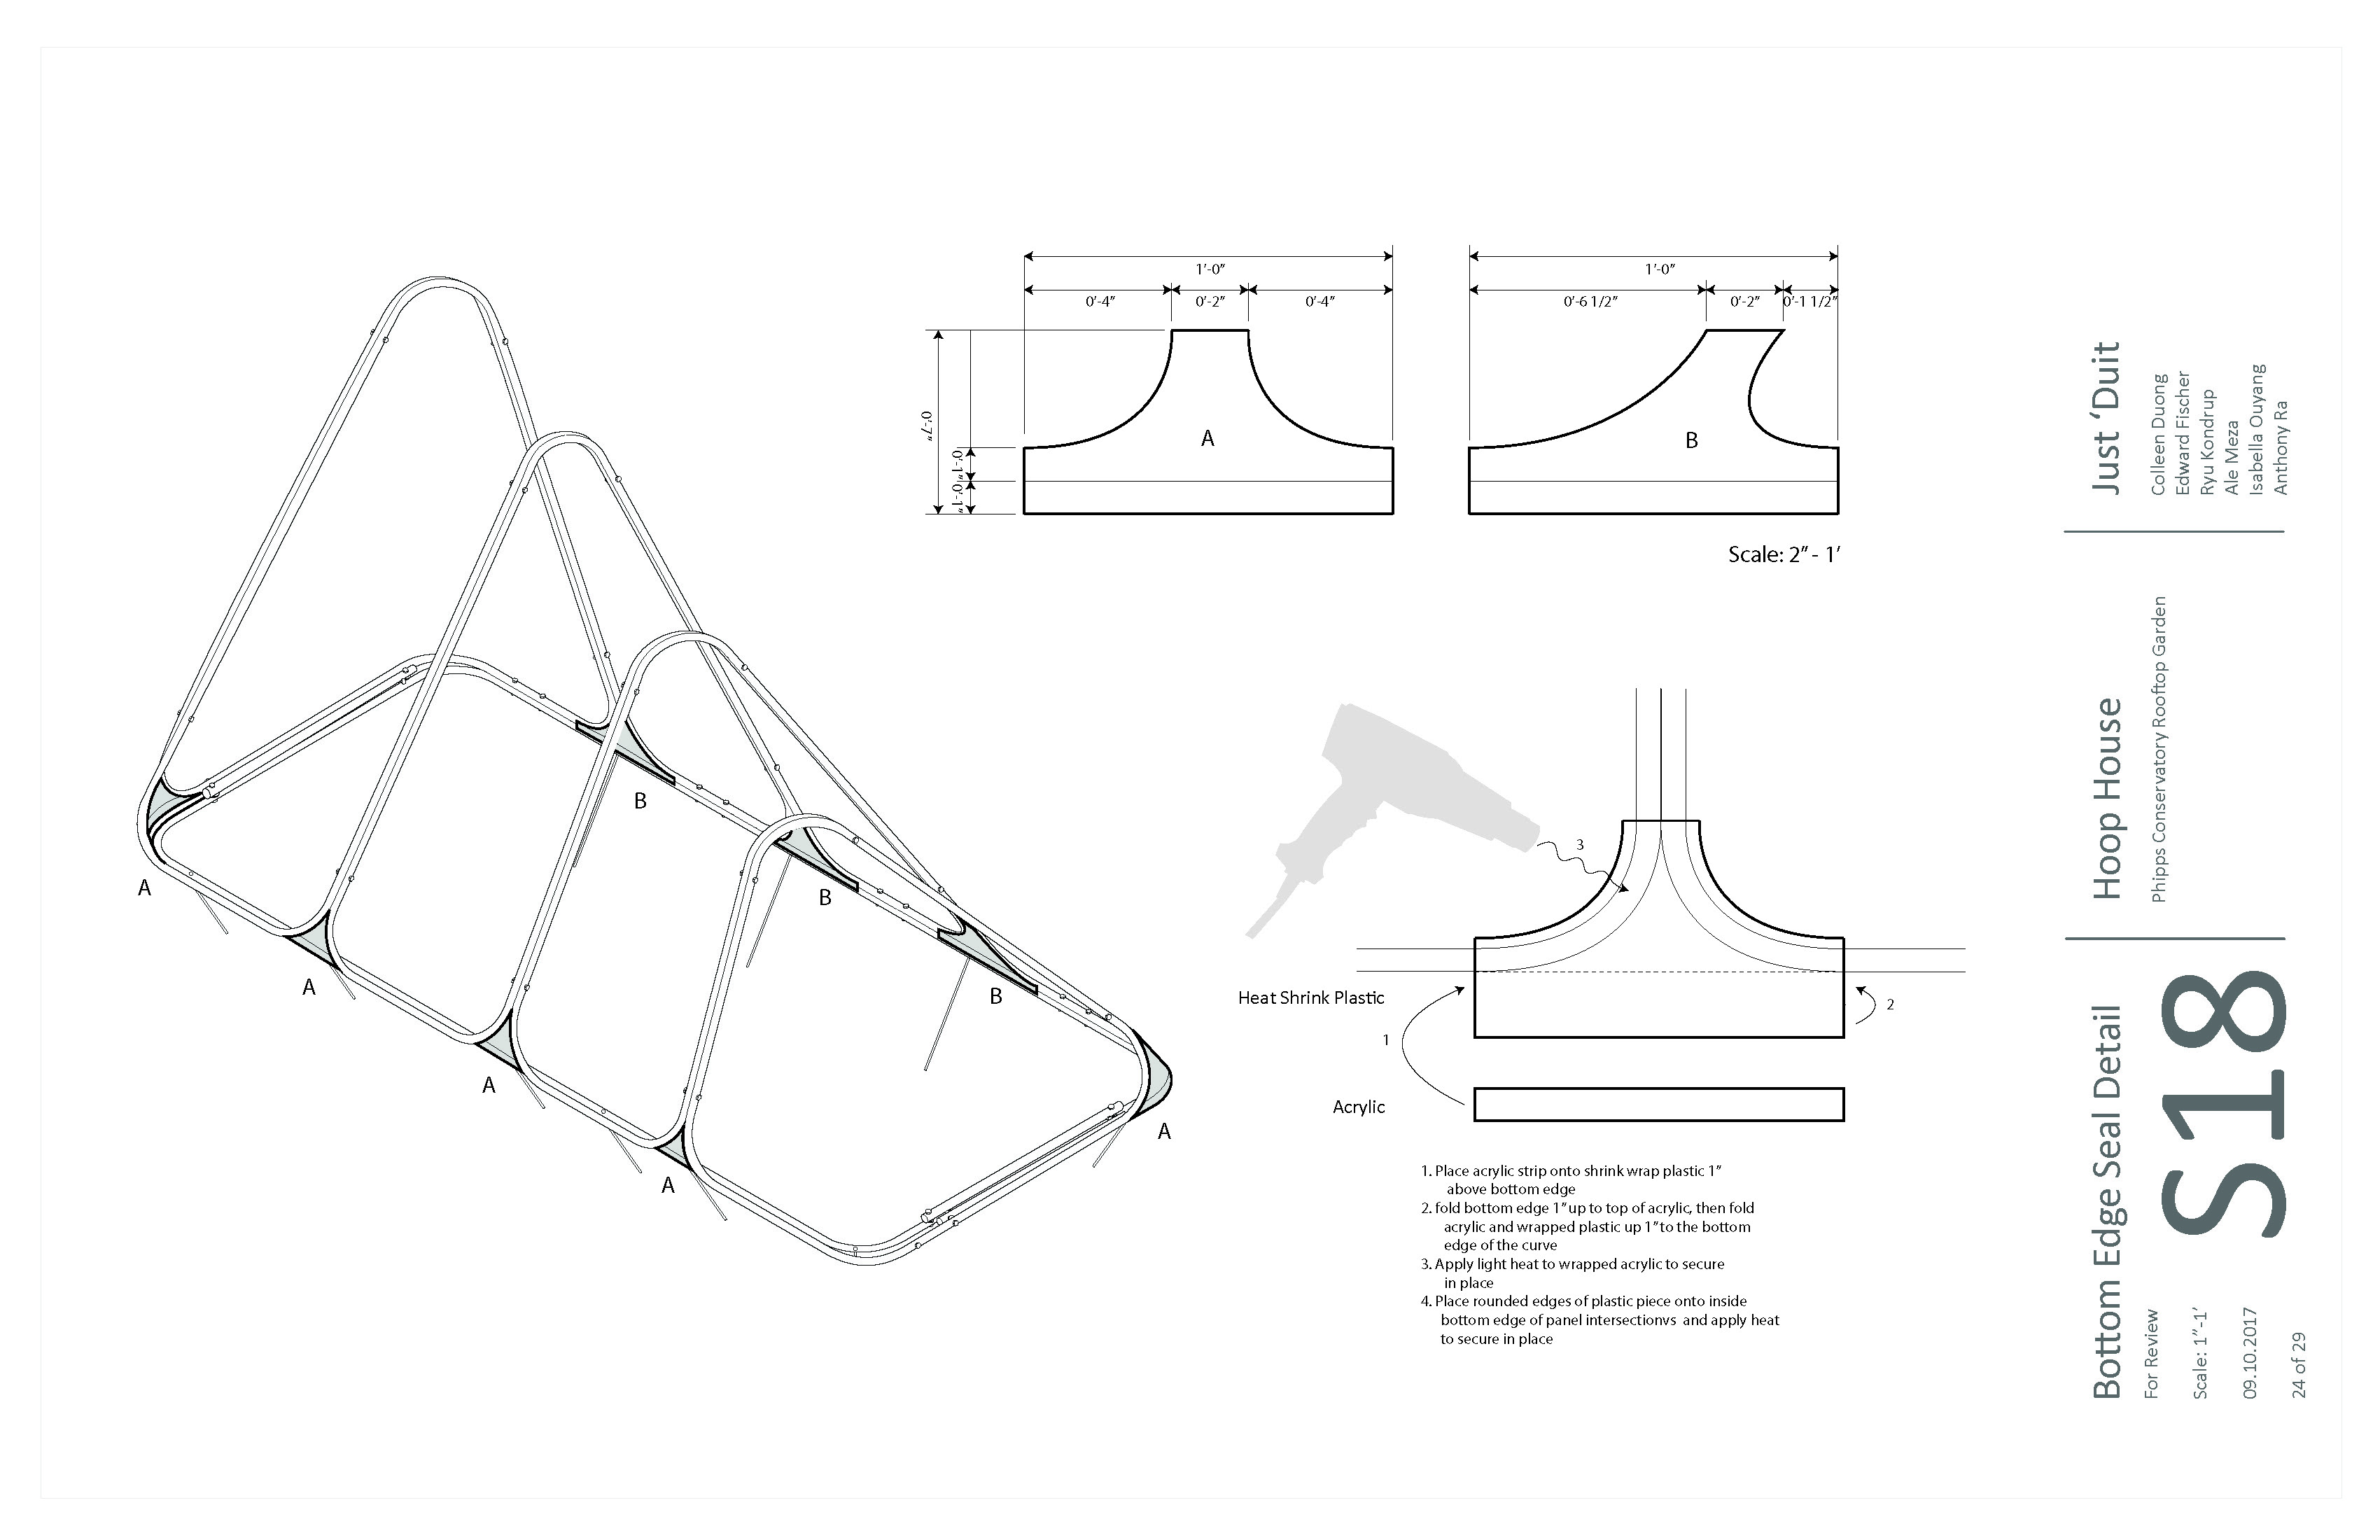 1'-0"
0'-4"
0'-2"
0'-4"
0'-7"
0'-1"
0'-1"
A
1'-0"
0'-6 1/2"
0'-2"
0'-1 1/2"
B
Scale: 2" - 1'
A
A
A
A
B
B
B
A
3
Heat Shrink Plastic
1
2
Acrylic
1. Place acrylic strip onto shrink wrap plastic 1"
above bottom edge
2. fold bottom edge 1" up to top of acrylic, then fold
acrylic and wrapped plastic up 1" to the bottom
edge of the curve
3. Apply light heat to wrapped acrylic to secure
in place
4. Place rounded edges of plastic piece onto inside
bottom edge of panel intersectionvs and apply heat
to secure in place
Just ‘Duit
Colleen Duong
Edward Fischer
Ryu Kondrup
Ale Meza
Isabella Ouyang
Anthony Ra
Hoop House
Phipps Conservatory Rooftop Garden
Bottom Edge Seal Detail
S18
For Review
Scale: 1"-1'
09.10.2017
24 of 29